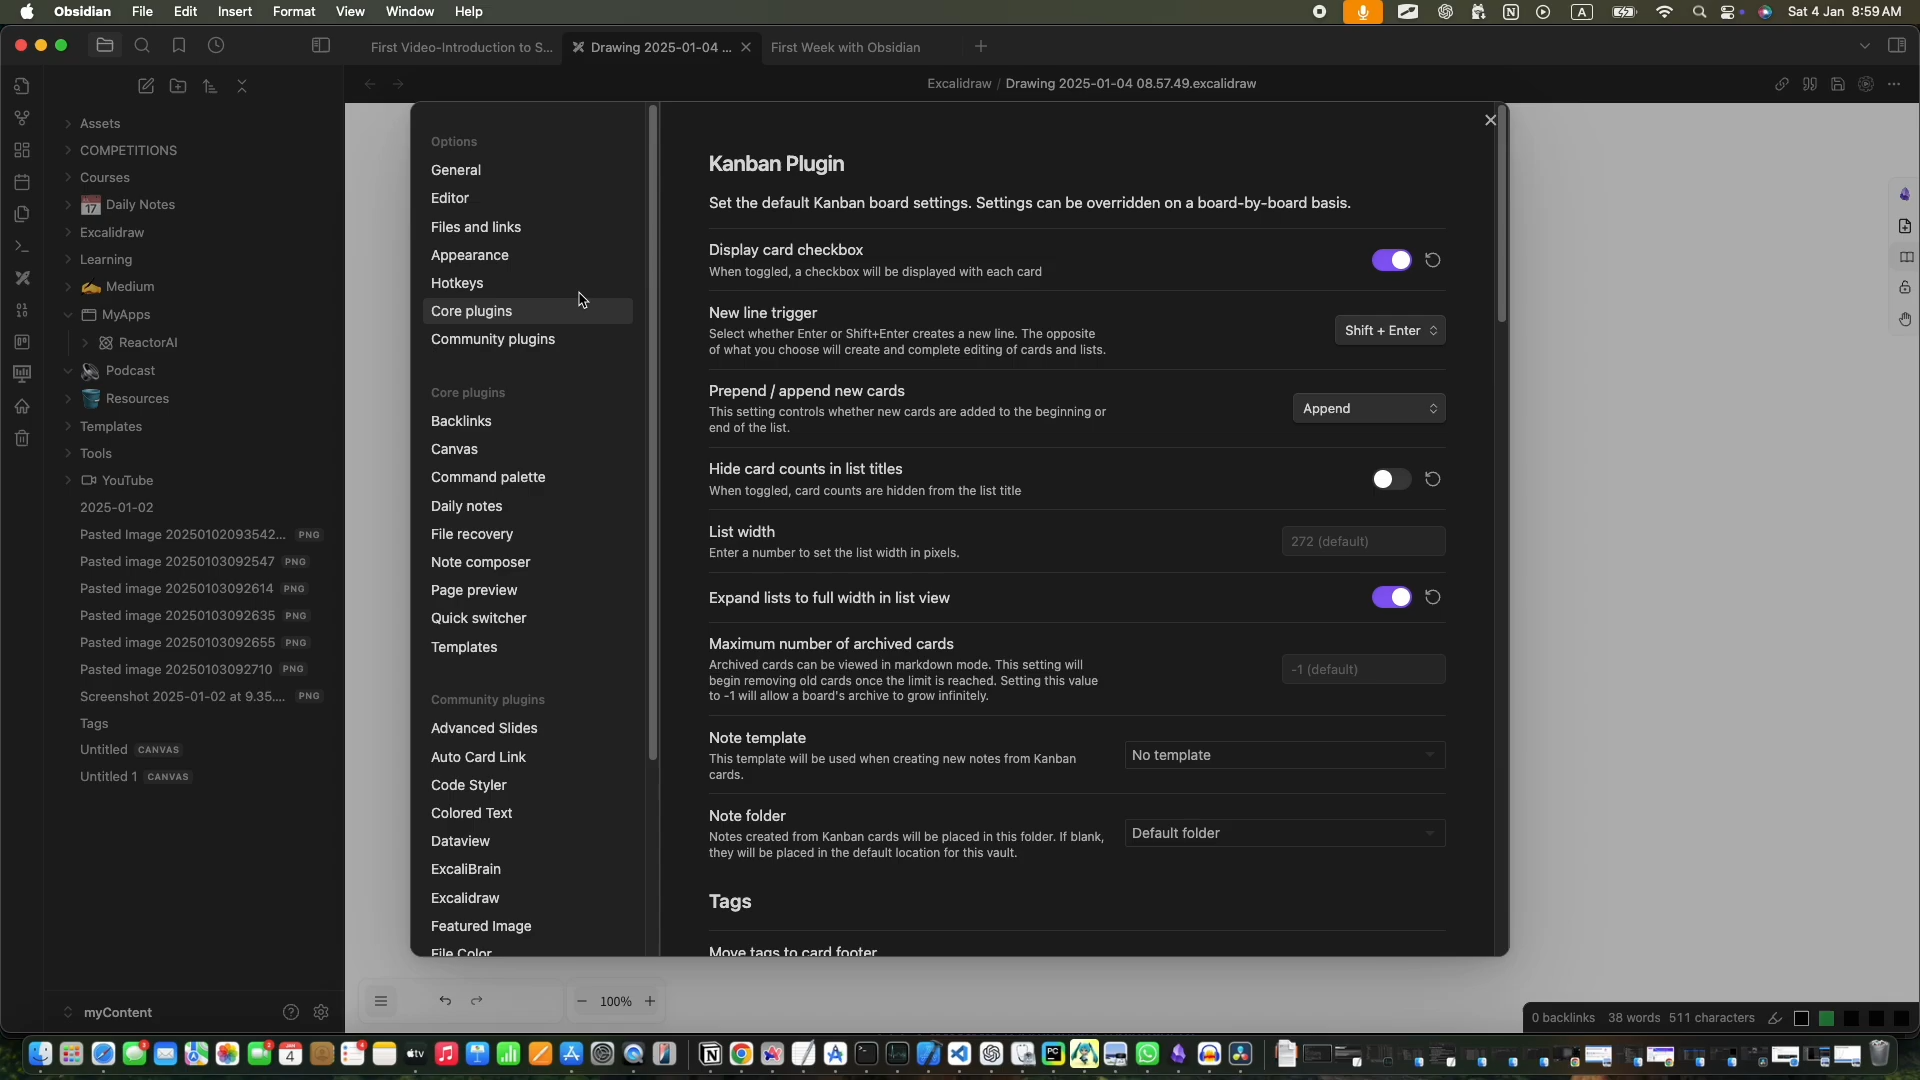 Obsidian File Edit Insert Format View Window Help
Sat 4 Jan 8:59 AM
First Video-Introduction to S...
Drawing 2025-01-04 ...
First Week with Obsidian
Excalidraw / Drawing 2025-01-04 08.57.49.excalidraw
Assets
COMPETITIONS
Courses
Daily Notes
Excalidraw
Learning
Medium
MyApps
ReactorAI
Podcast
Resources
Templates
Tools
YouTube
2025-01-02
Pasted Image 20250102093542... PNG
Pasted image 20250103092547 PNG
Pasted image 20250103092614 PNG
Pasted image 20250103092635 PNG
Pasted image 20250103092655 PNG
Pasted image 20250103092710 PNG
Screenshot 2025-01-02 at 9.35.... PNG
Tags
Untitled CANVAS
Untitled 1 CANVAS
myContent
Options
General
Editor
Files and links
Appearance
Hotkeys
Core plugins
Community plugins
Core plugins
Backlinks
Canvas
Command palette
Daily notes
File recovery
Note composer
Page preview
Quick switcher
Templates
Community plugins
Advanced Slides
Auto Card Link
Code Styler
Colored Text
Dataview
ExcaliBrain
Excalidraw
Featured Image
File Color
Kanban Plugin
Set the default Kanban board settings. Settings can be overridden on a board-by-board basis.
Display card checkbox
When toggled, a checkbox will be displayed with each card
New line trigger
Select whether Enter or Shift+Enter creates a new line. The opposite
of what you choose will create and complete editing of cards and lists.
Shift + Enter
Prepend / append new cards
This setting controls whether new cards are added to the beginning or
end of the list.
Append
Hide card counts in list titles
When toggled, card counts are hidden from the list title
List width
Enter a number to set the list width in pixels.
272 (default)
Expand lists to full width in list view
Maximum number of archived cards
Archived cards can be viewed in markdown mode. This setting will
begin removing old cards once the limit is reached. Setting this value
to -1 will allow a board's archive to grow infinitely.
-1 (default)
Note template
This template will be used when creating new notes from Kanban
cards.
No template
Note folder
Notes created from Kanban cards will be placed in this folder. If blank,
they will be placed in the default location for this vault.
Default folder
Tags
Move tags to card footer
100%
0 backlinks 38 words 511 characters